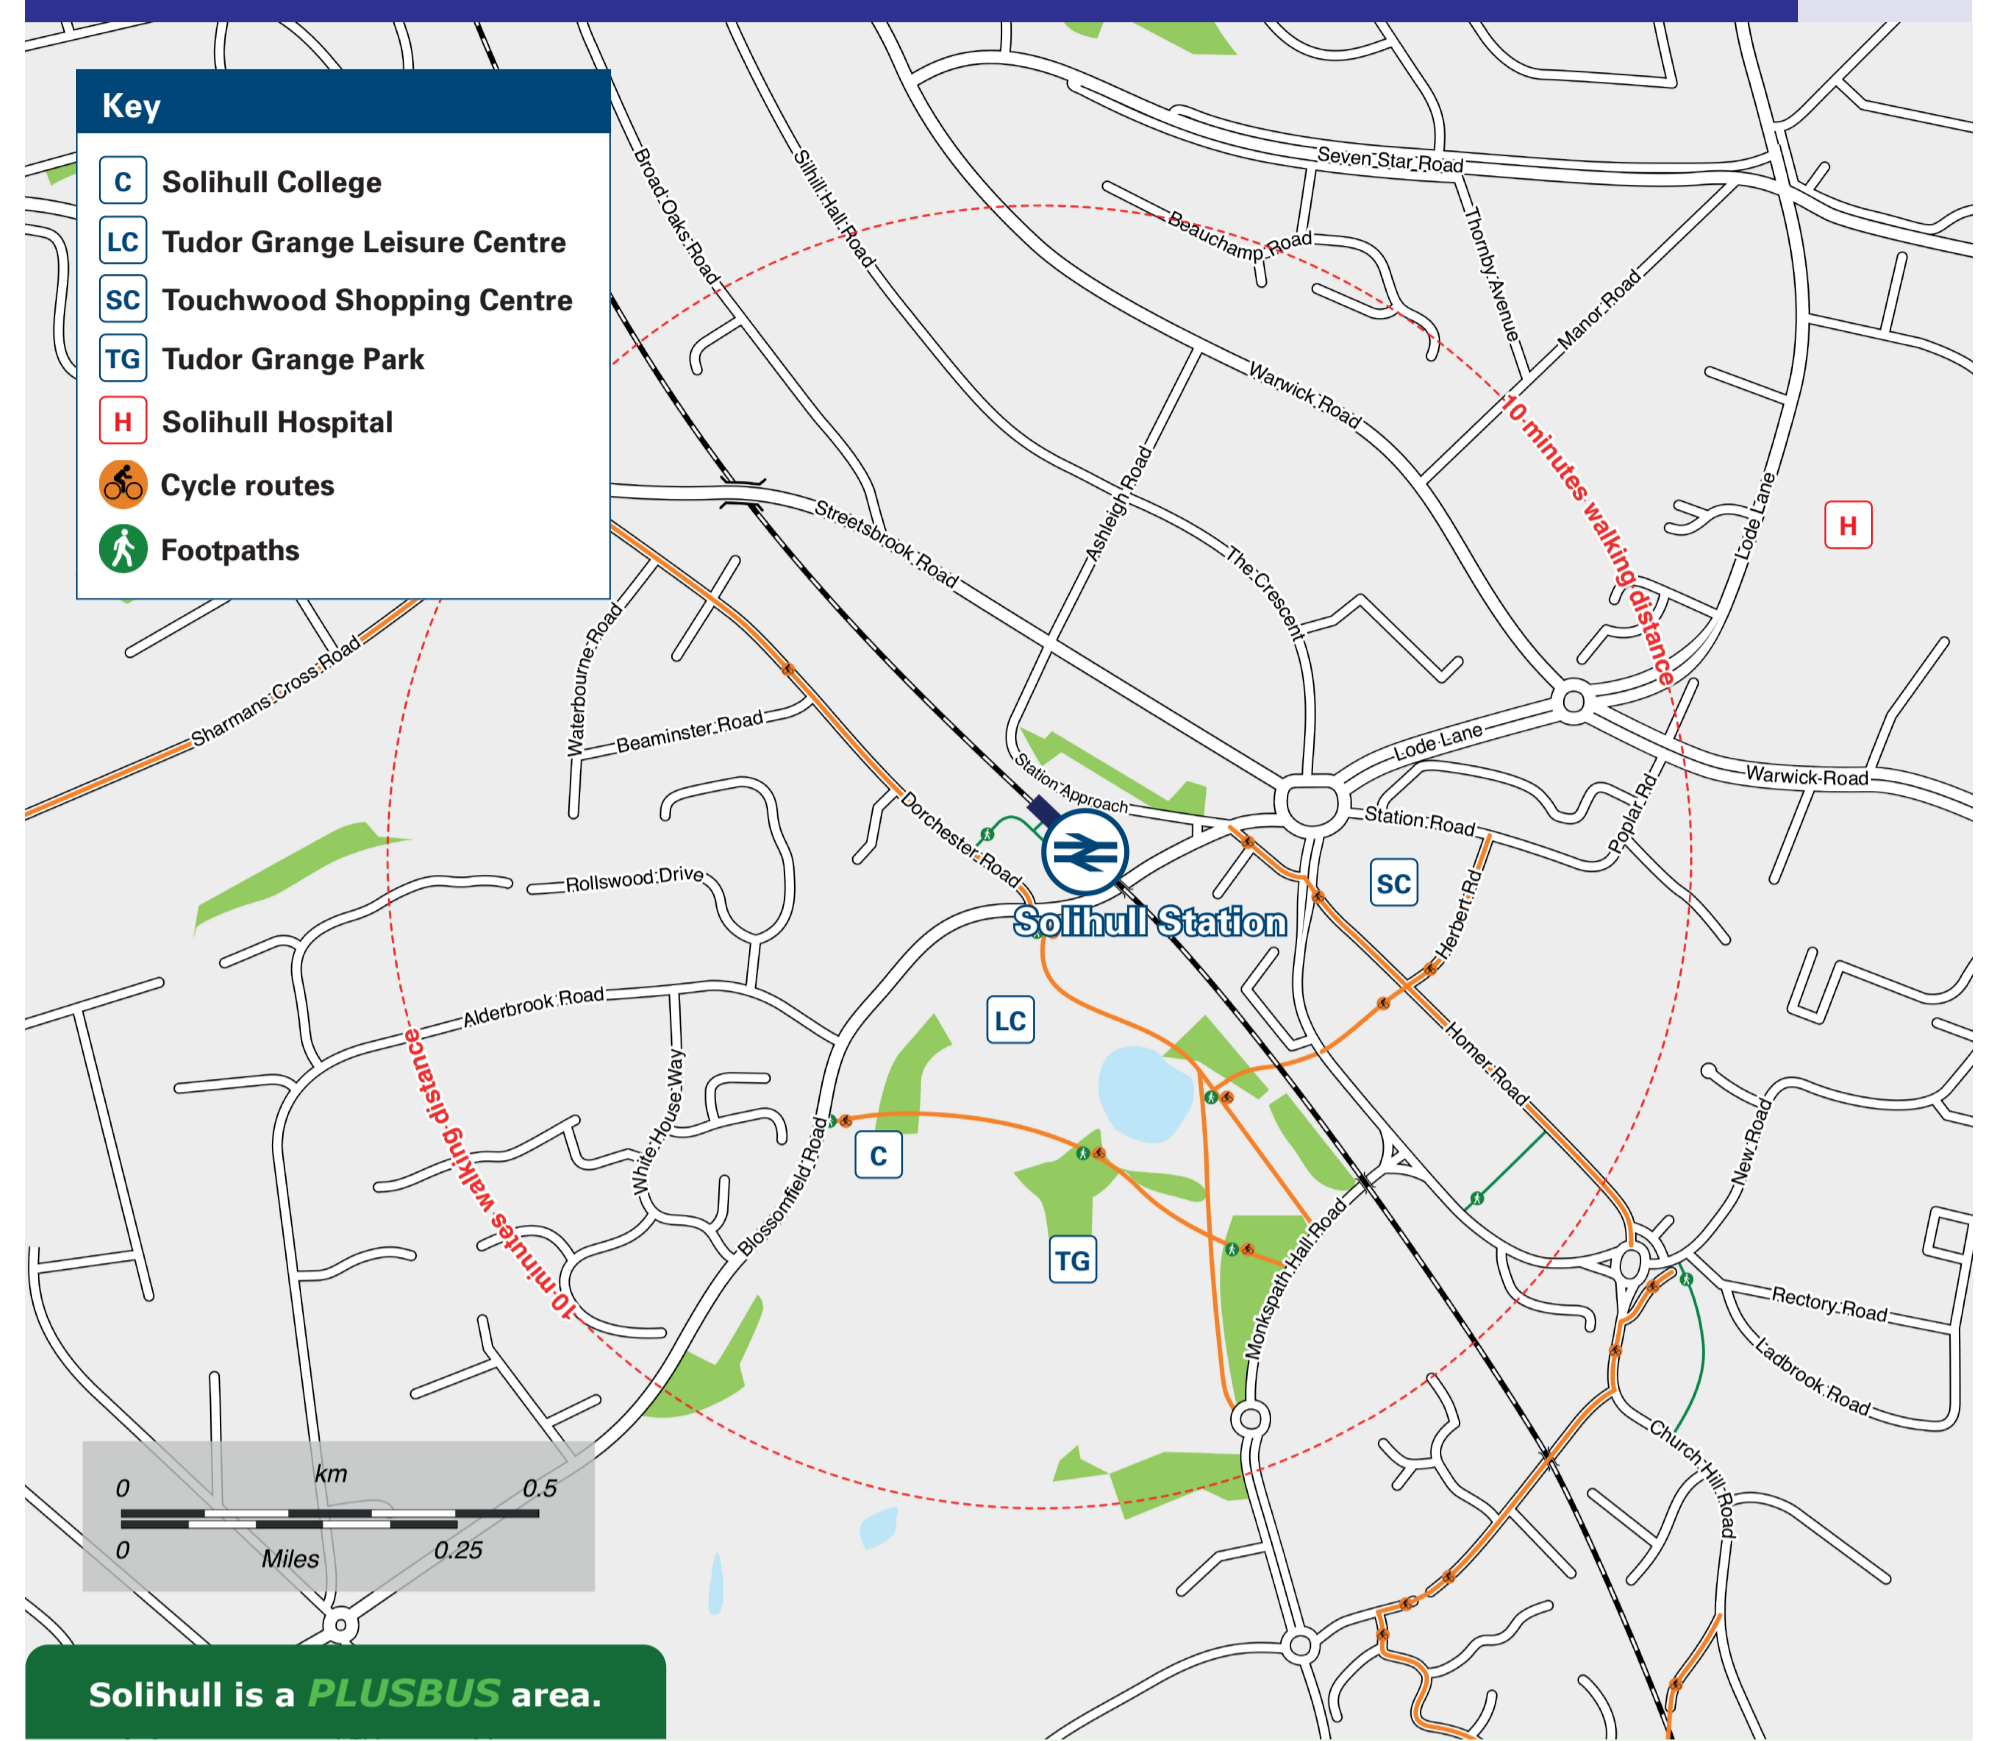 Key
C Solihull College
LC Tudor Grange Leisure Centre
SC Touchwood Shopping Centre
TG Tudor Grange Park
H Solihull Hospital
Cycle routes
Footpaths
Broad Oaks Road
Silhill Hall Road
Seven Star Road
Beauchamp Road
Thornby Avenue
Manor Road
Warwick Road
10 minutes walking distance
Lode Lane
H
Ashleigh Road
Streetsbrook Road
The Crescent
Sharmans Cross Road
Waterbourne Road
Beaminster Road
Station Approach
Lode Lane
Warwick Road
Station Road
Poplar Rd
Dorchester Road
Rollswood Drive
SC
Herbert Rd
Solihull Station
Alderbrook Road
LC
Homer Road
10 minutes walking distance
White House Way
C
Blossomfield Road
New Road
TG
Monkspath Hall Road
Rectory Road
Ladbrook Road
Church Hill Road
km
0 0.5
0 0.25
Miles
Solihull is a PLUSBUS area.